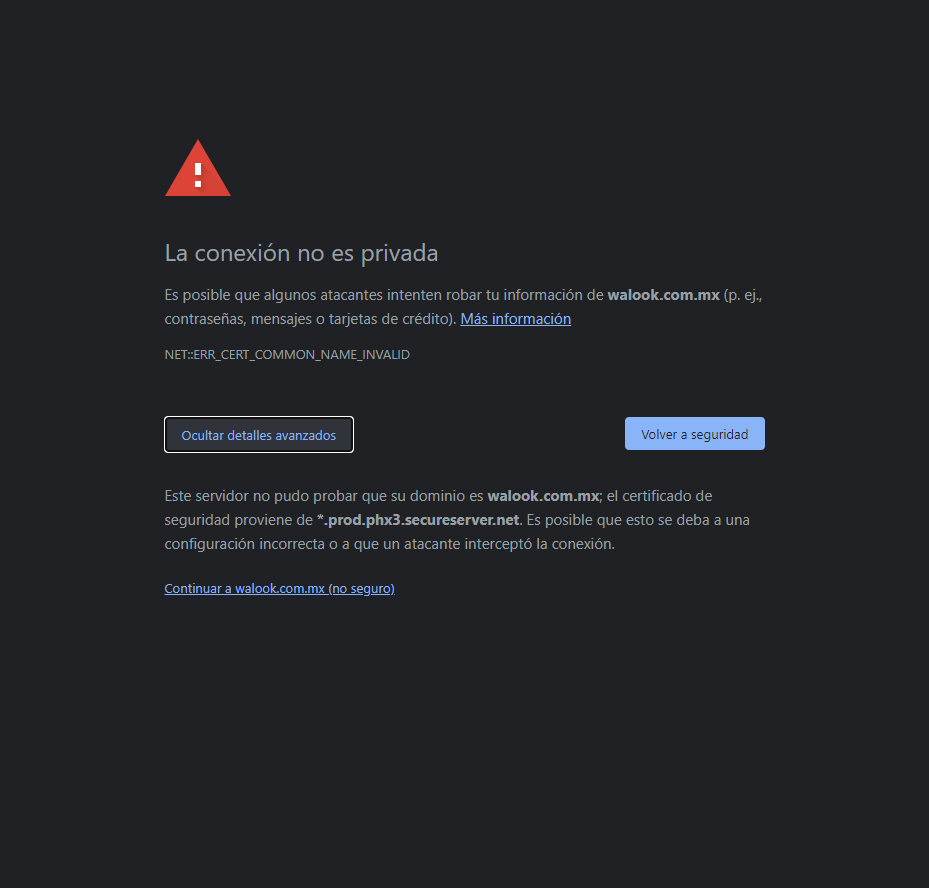 La conexión no es privada
Es posible que algunos atacantes intenten robar tu información de walook.com.mx (p. ej.,
contraseñas, mensajes o tarjetas de crédito). Más información
NET::ERR_CERT_COMMON_NAME_INVALID
Ocultar detalles avanzados
Volver a seguridad
Este servidor no pudo probar que su dominio es walook.com.mx; el certificado de
seguridad proviene de *.prod.phx3.secureserver.net. Es posible que esto se deba a una
configuración incorrecta o a que un atacante interceptó la conexión.
Continuar a walook.com.mx (no seguro)